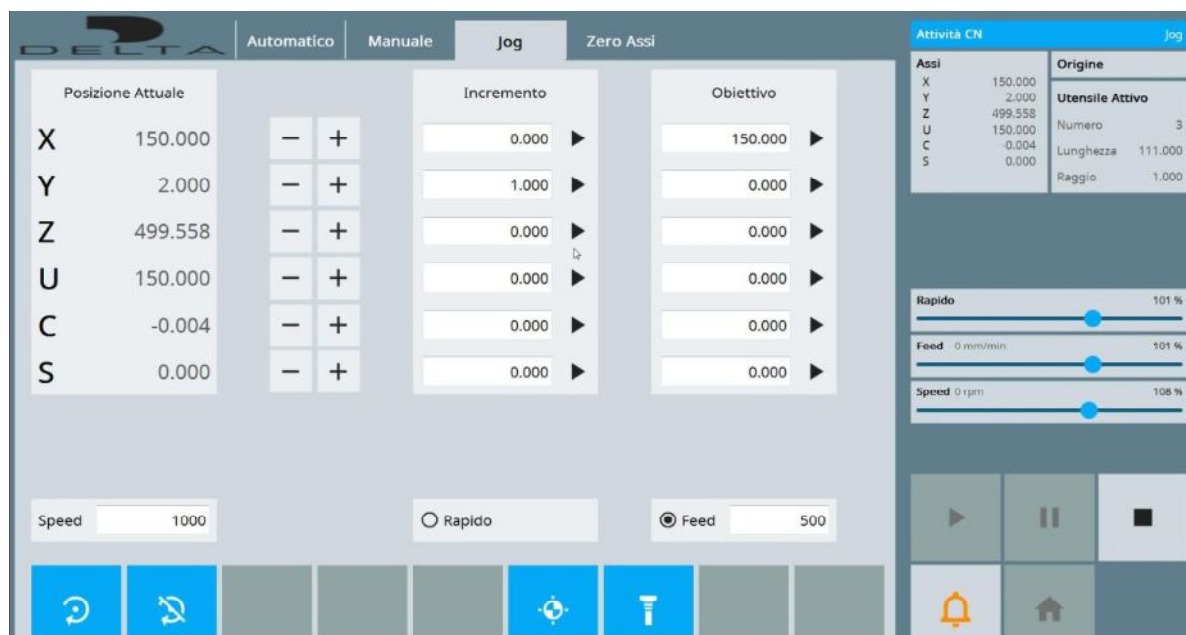 DELTA
Automatico Manuale Jog Zero Assi
Posizione Attuale Incremento Obiettivo
X 150.000 − + 0.000 150.000
Y 2.000 − + 1.000 0.000
Z 499.558 − + 0.000 0.000
U 150.000 − + 0.000 0.000
C -0.004 − + 0.000 0.000
S 0.000 − + 0.000 0.000
Speed 1000 Rapido Feed 500
Attività CN Jog
Assi
X 150.000
Y 2.000
Z 499.558
U 150.000
C -0.004
S 0.000
Origine
Utensile Attivo
Numero 3
Lunghezza 111.000
Raggio 1.000
Rapido 101 %
Feed 0 mm/min 101 %
Speed 0 rpm 108 %